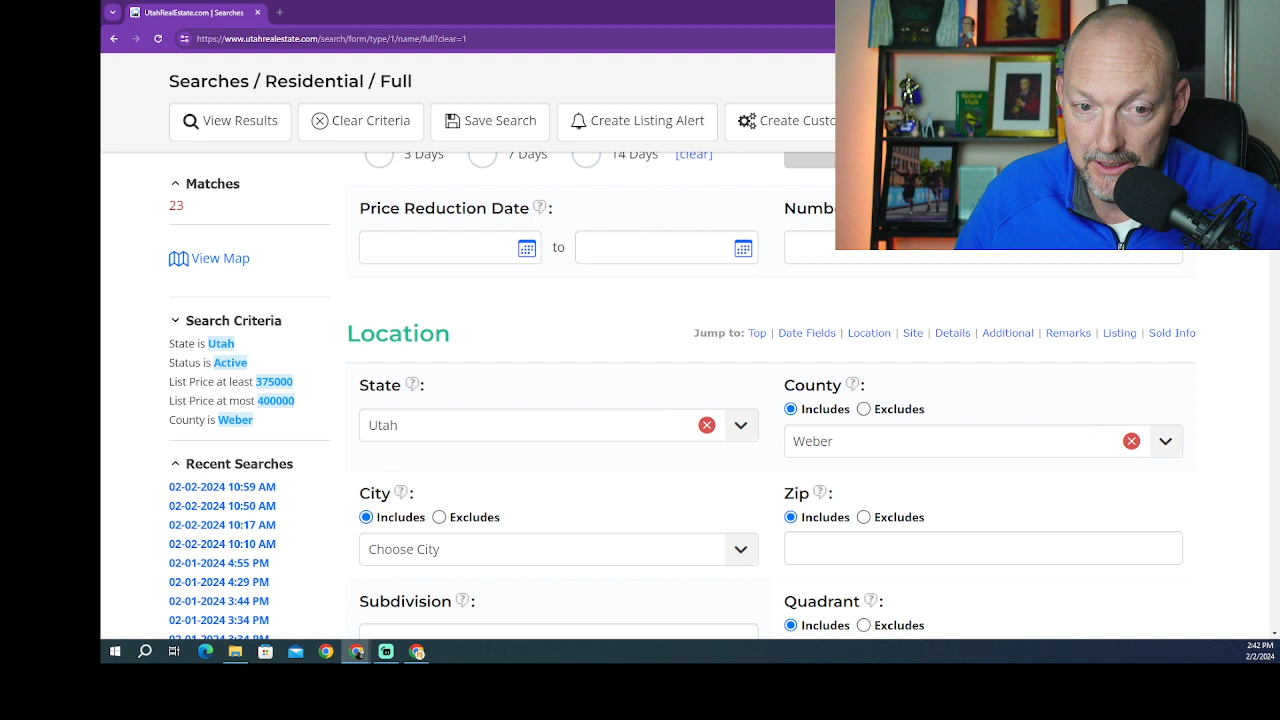 UtahRealEstate.com | Searches
https://www.utahrealestate.com/search/form/type/1/name/full?clear=1
Searches / Residential / Full
View Results
Clear Criteria
Save Search
Create Listing Alert
Create Custo
3 Days
7 Days
14 Days
[clear]
Matches
23
View Map
Search Criteria
State is Utah
Status is Active
List Price at least 375000
List Price at most 400000
County is Weber
Recent Searches
02-02-2024 10:59 AM
02-02-2024 10:50 AM
02-02-2024 10:17 AM
02-02-2024 10:10 AM
02-01-2024 4:55 PM
02-01-2024 4:29 PM
02-01-2024 3:44 PM
02-01-2024 3:34 PM
02-01-2024 3:34 PM
Price Reduction Date ? :
to
Numb
Location
Jump to: Top | Date Fields | Location | Site | Details | Additional | Remarks | Listing | Sold Info
State ? :
Utah
County ? :
Includes
Excludes
Weber
City ? :
Includes
Excludes
Choose City
Zip ? :
Includes
Excludes
Subdivision ? :
Quadrant ? :
Includes
Excludes
2:42 PM
2/2/2024